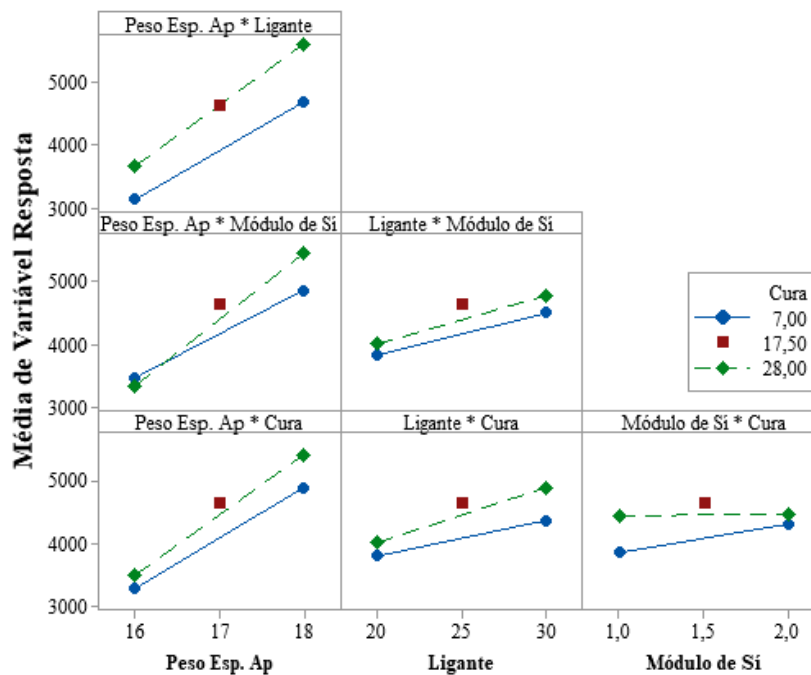 Peso Esp. Ap * Ligante
5000
4000
3000
Peso Esp. Ap * Módulo de Sí
Ligante * Módulo de Sí
5000
4000
3000
Cura
7,00
17,50
28,00
Peso Esp. Ap * Cura
Ligante * Cura
Módulo de Sí * Cura
5000
4000
3000
16 17 18
20 25 30
1,0 1,5 2,0
Peso Esp. Ap
Ligante
Módulo de Sí
Média de Variável Resposta